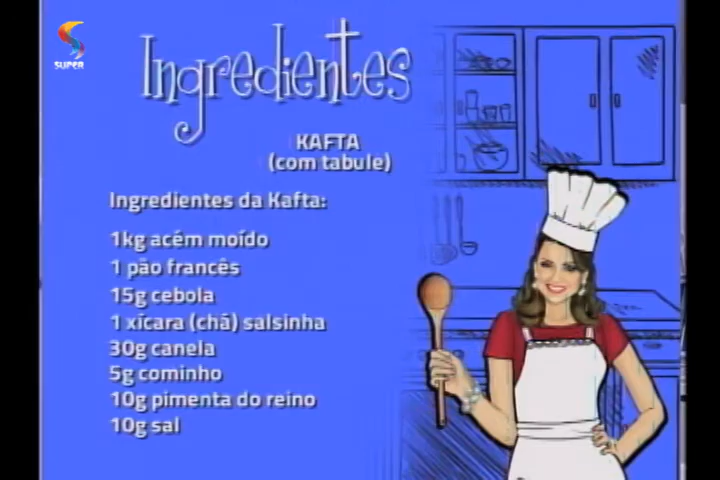 SUPER
Ingredientes
KAFTA
(com tabule)
Ingredientes da Kafta:
1kg acém moído
1 pão francês
15g cebola
1 xícara (chá) salsinha
30g canela
5g cominho
10g pimenta do reino
10g sal